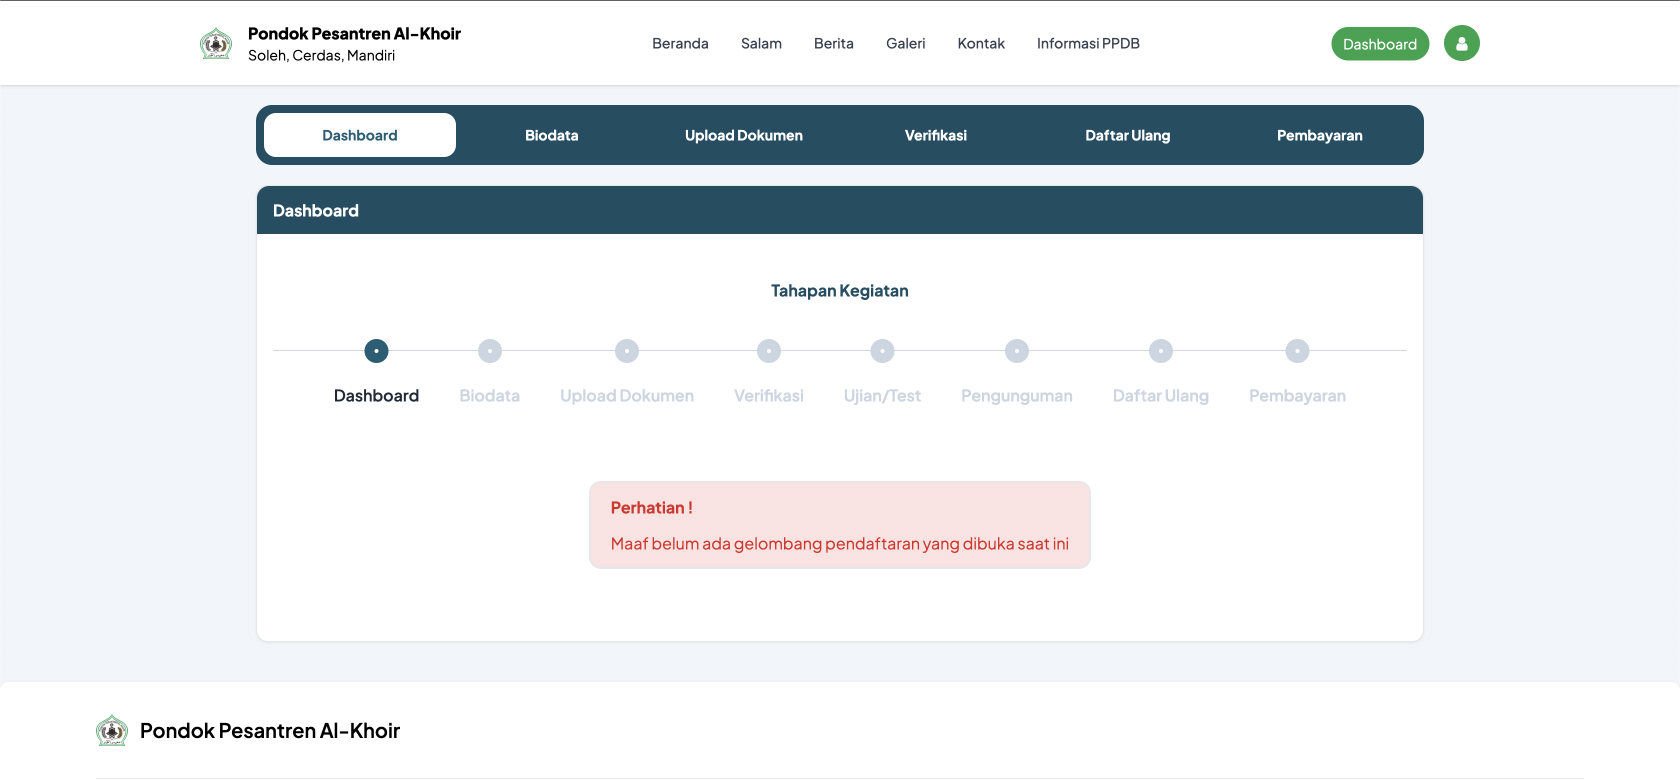 Pondok Pesantren Al-Khoir
Soleh, Cerdas, Mandiri
Beranda
Salam
Berita
Galeri
Kontak
Informasi PPDB
Dashboard
Dashboard
Biodata
Upload Dokumen
Verifikasi
Daftar Ulang
Pembayaran
Dashboard
Tahapan Kegiatan
Dashboard
Biodata
Upload Dokumen
Verifikasi
Ujian/Test
Pengunguman
Daftar Ulang
Pembayaran
Perhatian !
Maaf belum ada gelombang pendaftaran yang dibuka saat ini
Pondok Pesantren Al-Khoir